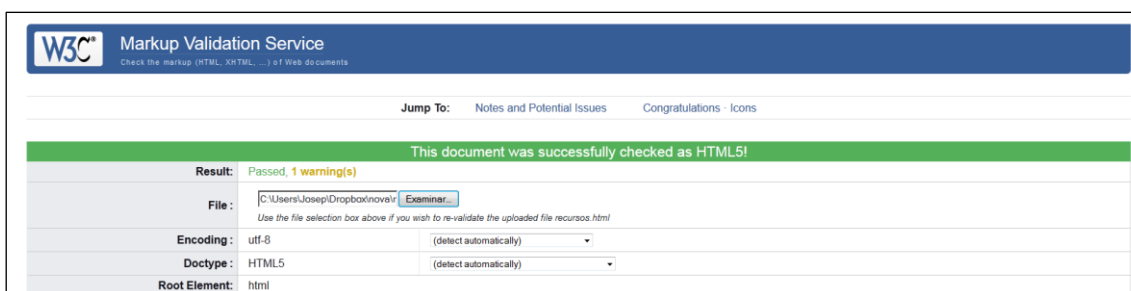 W3C®
Markup Validation Service
Check the markup (HTML, XHTML, ...) of Web documents
Jump To: Notes and Potential Issues Congratulations · Icons
This document was successfully checked as HTML5!
Result: Passed, 1 warning(s)
File : C:\Users\Josep\Dropbox\nova\r Examinar...
Use the file selection box above if you wish to re-validate the uploaded file recursos.html
Encoding : utf-8 (detect automatically)
Doctype : HTML5 (detect automatically)
Root Element: html